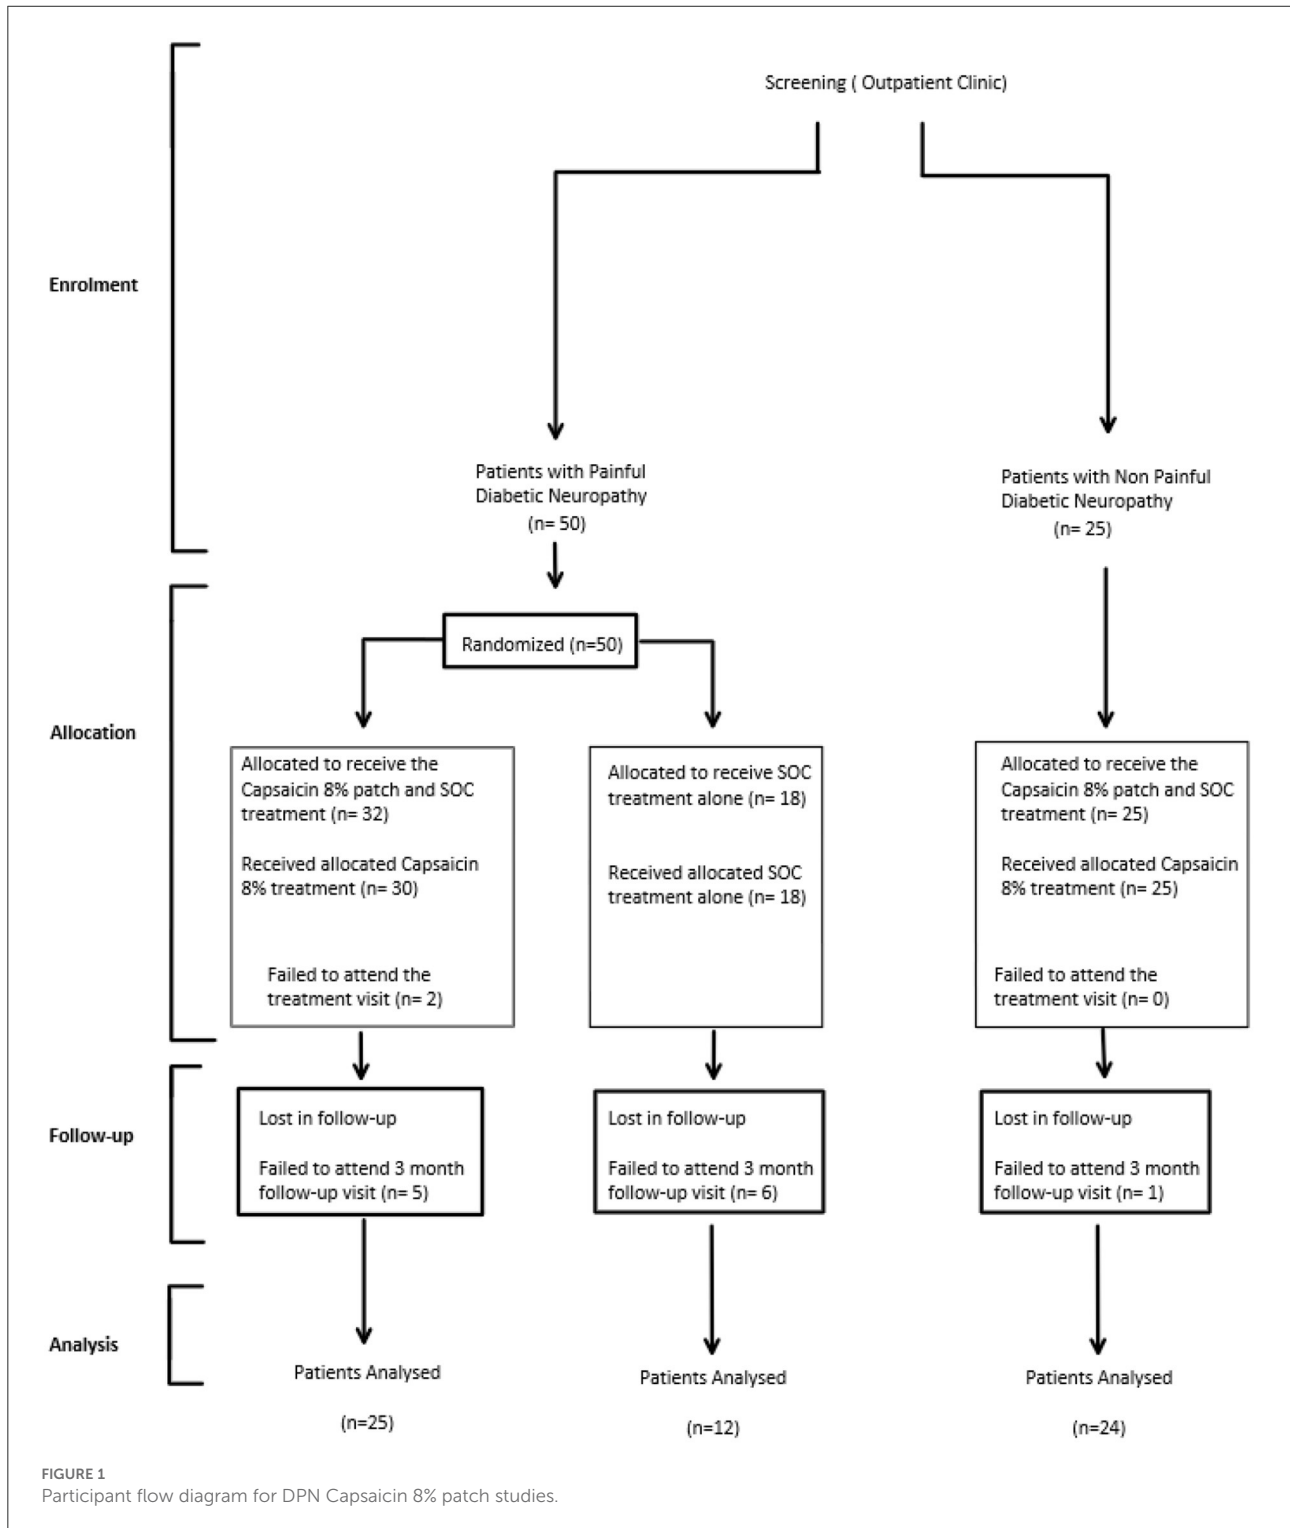 Screening ( Outpatient Clinic)
Enrolment
Patients with Painful
Diabetic Neuropathy
(n= 50)
Patients with Non Painful
Diabetic Neuropathy
(n= 25)
Randomized (n=50)
Allocation
Allocated to receive the
Capsaicin 8% patch and SOC
treatment (n= 32)
Received allocated Capsaicin
8% treatment (n= 30)
Failed to attend the
treatment visit (n= 2)
Allocated to receive SOC
treatment alone (n= 18)
Received allocated SOC
treatment alone (n= 18)
Allocated to receive the
Capsaicin 8% patch and SOC
treatment (n= 25)
Received allocated Capsaicin
8% treatment (n= 25)
Failed to attend the
treatment visit (n= 0)
Follow-up
Lost in follow-up
Failed to attend 3 month
follow-up visit (n= 5)
Lost in follow-up
Failed to attend 3 month
follow-up visit (n= 6)
Lost in follow-up
Failed to attend 3 month
follow-up visit (n= 1)
Analysis
Patients Analysed
(n=25)
Patients Analysed
(n=12)
Patients Analysed
(n=24)
FIGURE 1
Participant flow diagram for DPN Capsaicin 8% patch studies.